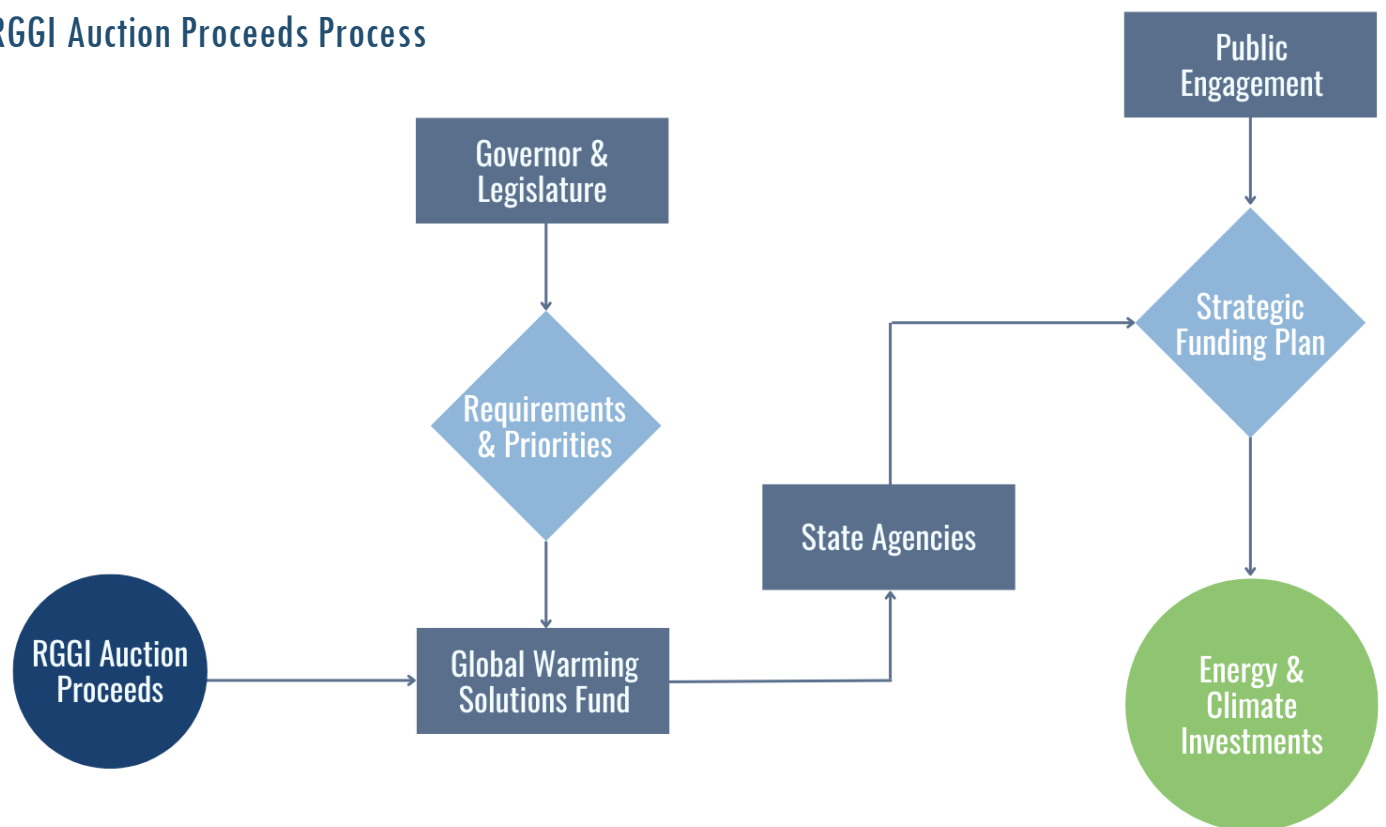 RGGI Auction Proceeds Process
Public
Engagement
Governor &
Legislature
Strategic
Funding Plan
Requirements
& Priorities
State Agencies
RGGI Auction
Proceeds
Global Warming
Solutions Fund
Energy &
Climate
Investments